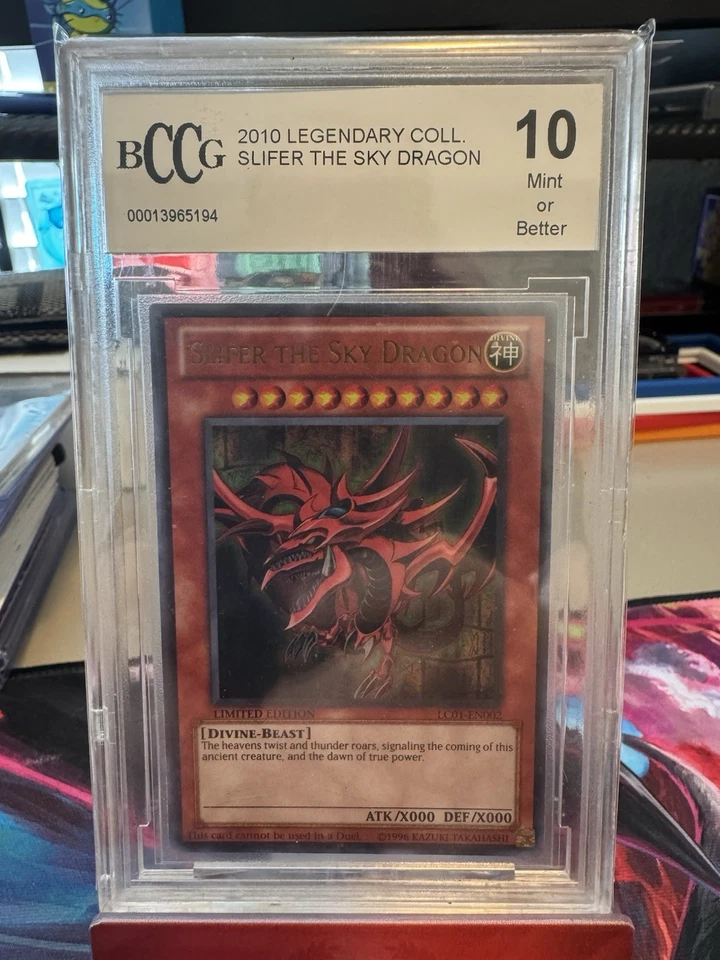 BCCG
2010 LEGENDARY COLL.
SLIFER THE SKY DRAGON
00013965194
10
Mint
or
Better
SLIFER THE SKY DRAGON
DIVINE
神
LIMITED EDITION
LC01-EN002
[DIVINE-BEAST]
The heavens twist and thunder roars, signaling the coming of this
ancient creature, and the dawn of true power.
ATK/X000 DEF/X000
This card cannot be used in a Duel.
©1996 KAZUKI TAKAHASHI